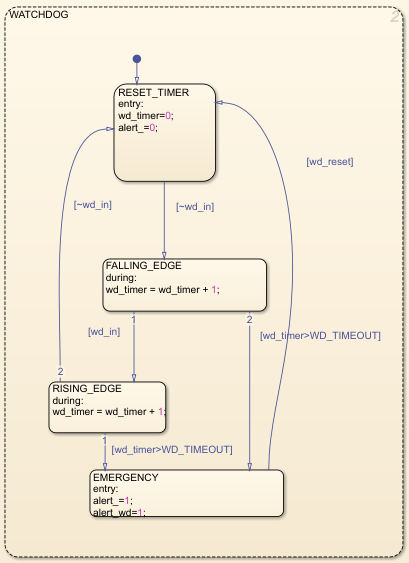 WATCHDOG
2
RESET_TIMER
entry:
wd_timer=0;
alert_=0;
[wd_reset]
[~wd_in]
[~wd_in]
FALLING_EDGE
during:
wd_timer = wd_timer + 1;
1
2
[wd_in]
[wd_timer>WD_TIMEOUT]
2
RISING_EDGE
during:
wd_timer = wd_timer + 1;
1
[wd_timer>WD_TIMEOUT]
EMERGENCY
entry:
alert_=1;
alert_wd=1;